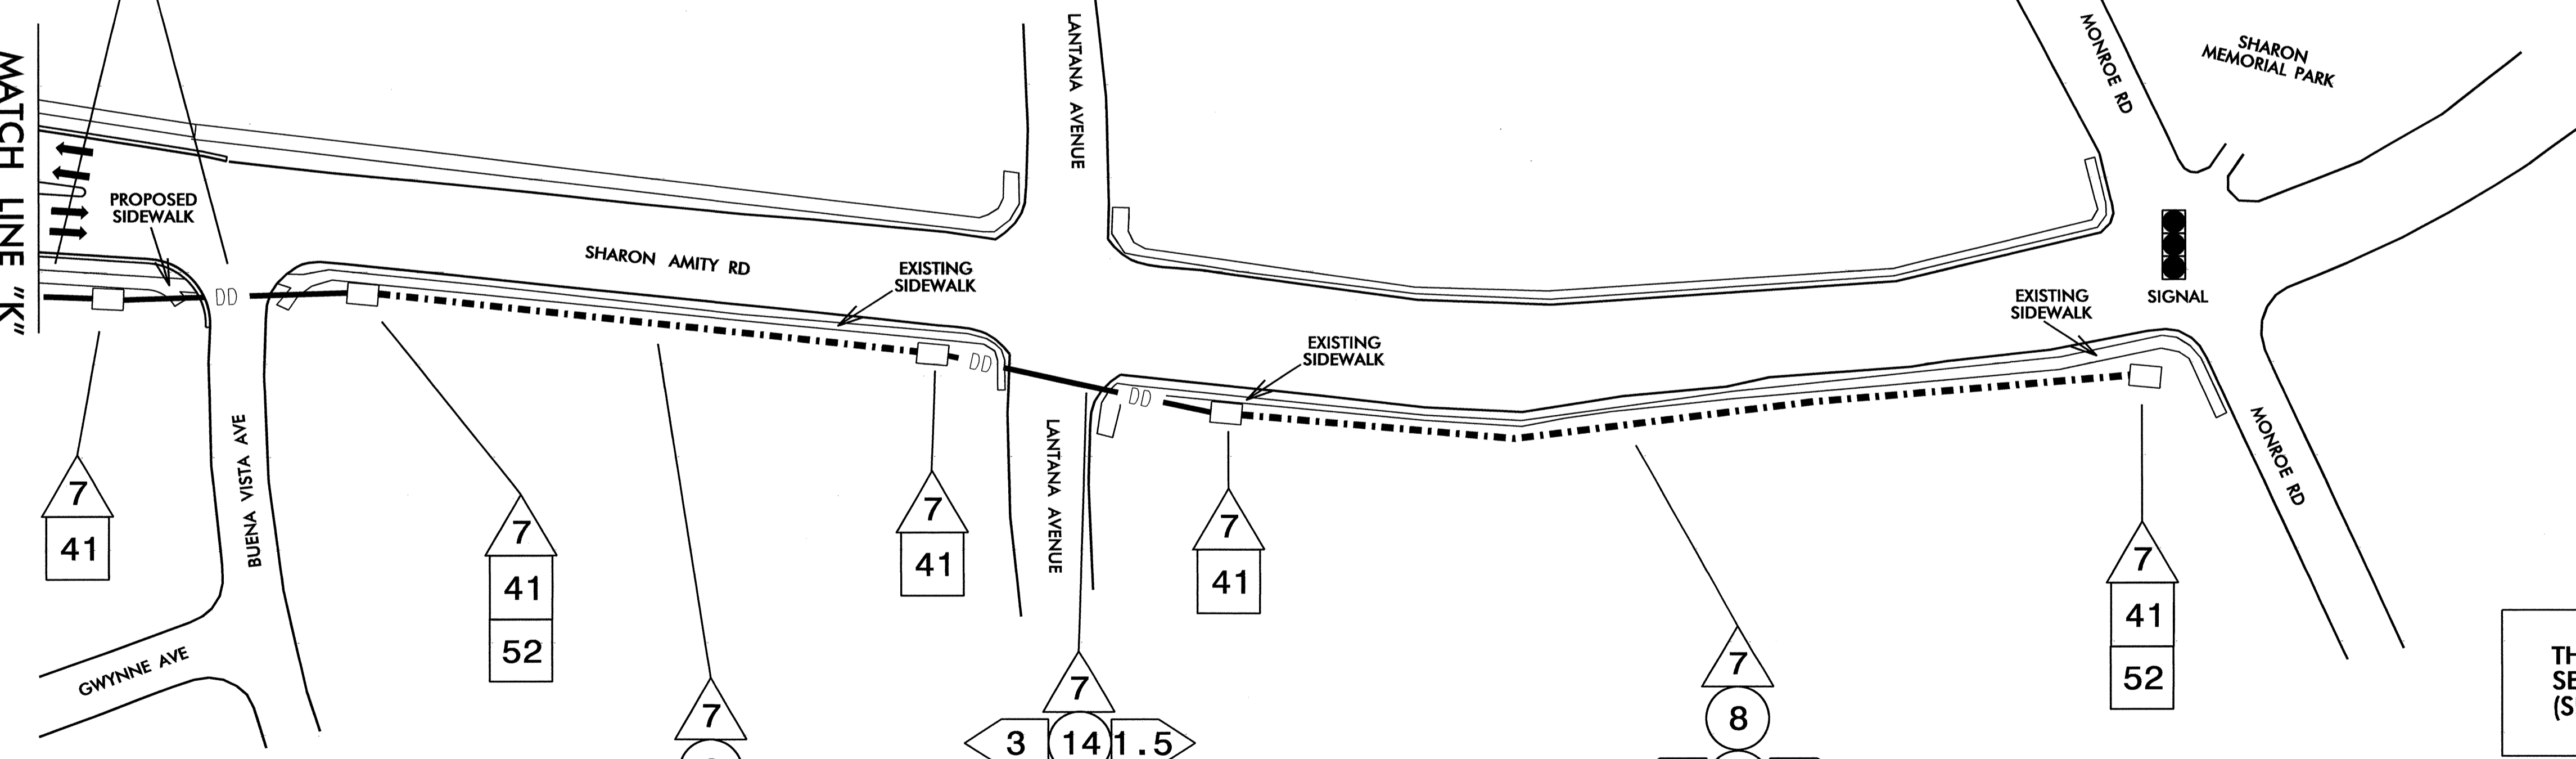 MATCH LINE "K"
PROPOSED
SIDEWALK
SHARON AMITY RD
EXISTING
SIDEWALK
LANTANA AVENUE
EXISTING
SIDEWALK
EXISTING
SIDEWALK
MONROE RD
SHARON
MEMORIAL PARK
SIGNAL
MONROE RD
BUENA VISTA AVE
LANTANA AVENUE
GWYNNE AVE
7
41
7
41
52
7
7
41
7
3 14 1.5
7
41
7
8
7
41
52
TH
SE
(S